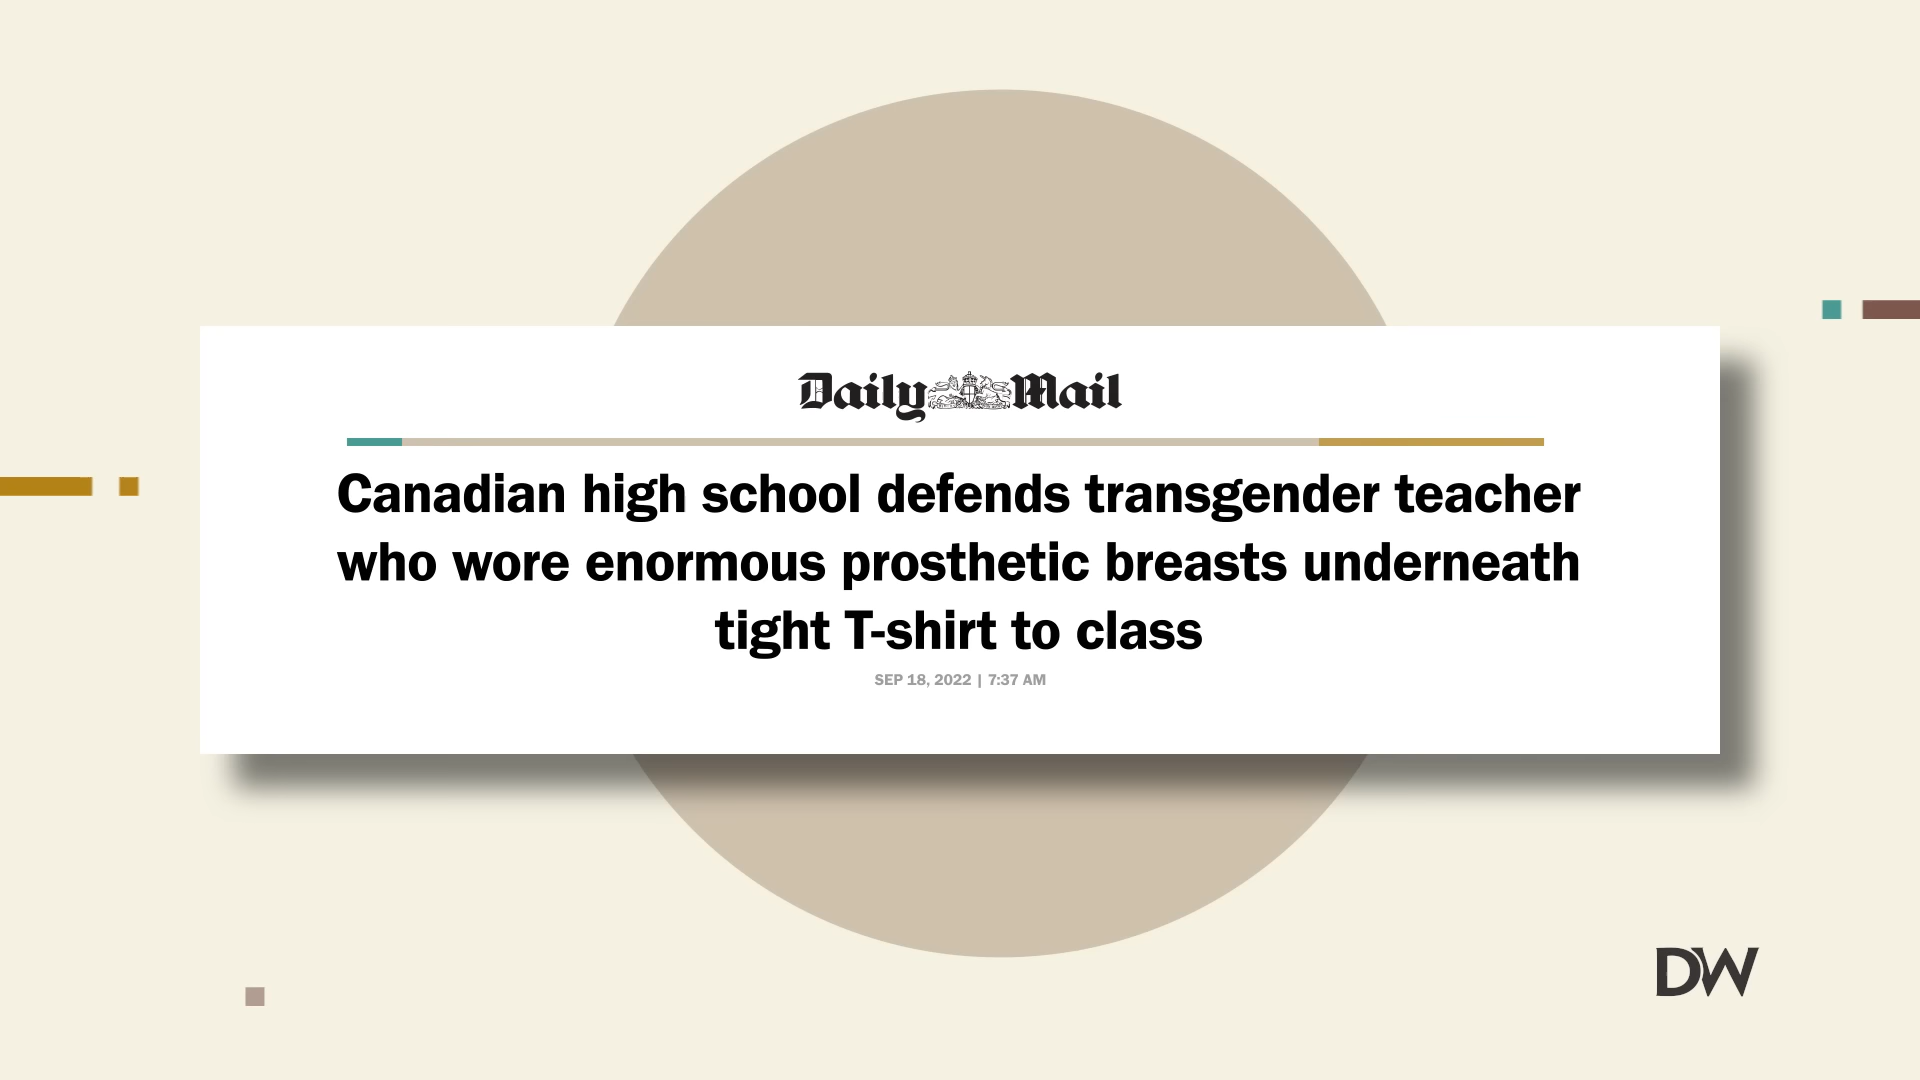 Daily Mail
Canadian high school defends transgender teacher
who wore enormous prosthetic breasts underneath
tight T-shirt to class
SEP 18, 2022 | 7:37 AM
DW